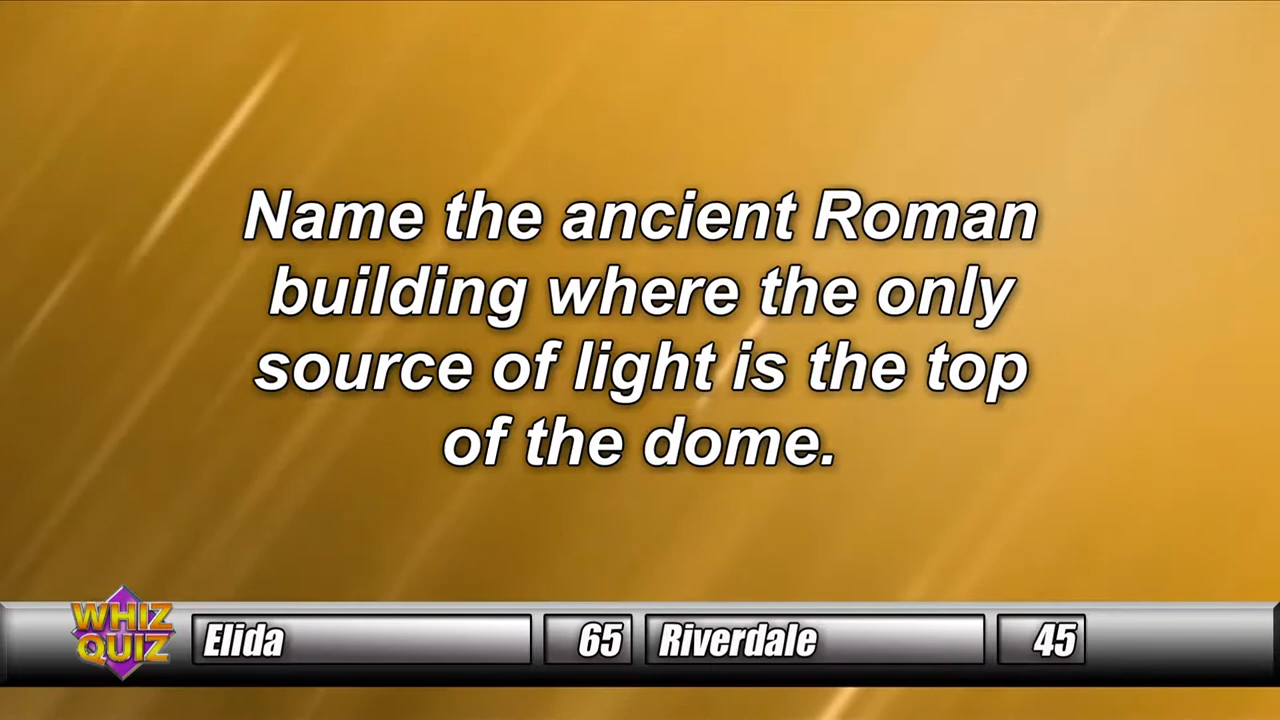 Name the ancient Roman
building where the only
source of light is the top
of the dome.
WHIZ
QUIZ
Elida 65 Riverdale 45